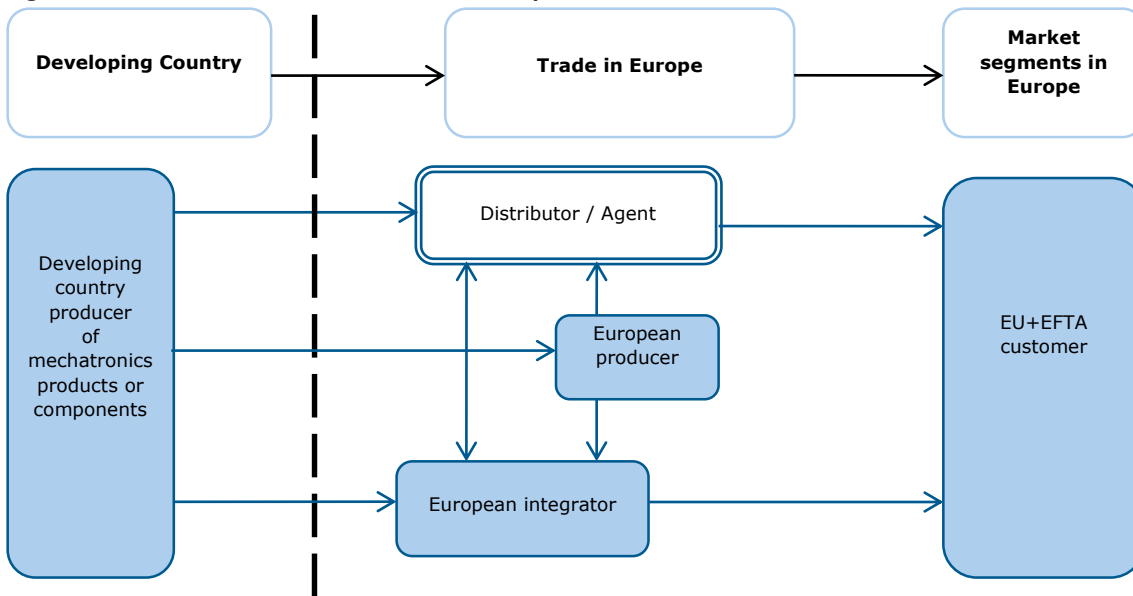 Developing Country
Trade in Europe
Market
segments in
Europe
Distributor / Agent
Developing
country
producer
of
mechatronics
products or
components
European
producer
EU+EFTA
customer
European integrator